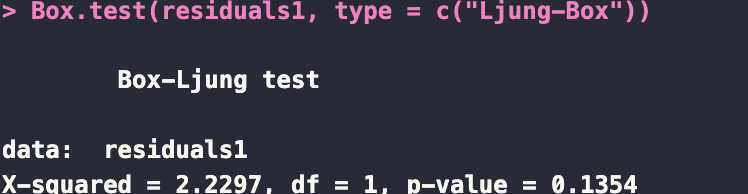 > Box.test(residuals1, type = c("Ljung-Box"))
Box-Ljung test
data:  residuals1
X-squared = 2.2297, df = 1, p-value = 0.1354